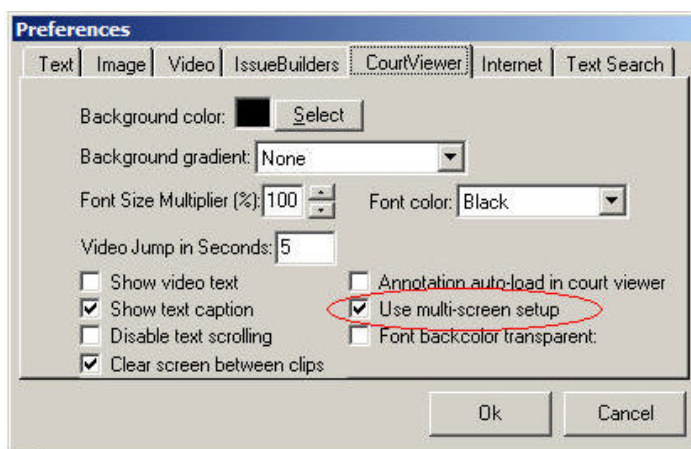 Preferences
Text Image Video IssueBuilders CourtViewer Internet Text Search
Background color: Select
Background gradient: None
Font Size Multiplier (%): 100 Font color: Black
Video Jump in Seconds: 5
Show video text Annotation auto-load in court viewer
Show text caption Use multi-screen setup
Disable text scrolling Font backcolor transparent:
Clear screen between clips
Ok Cancel